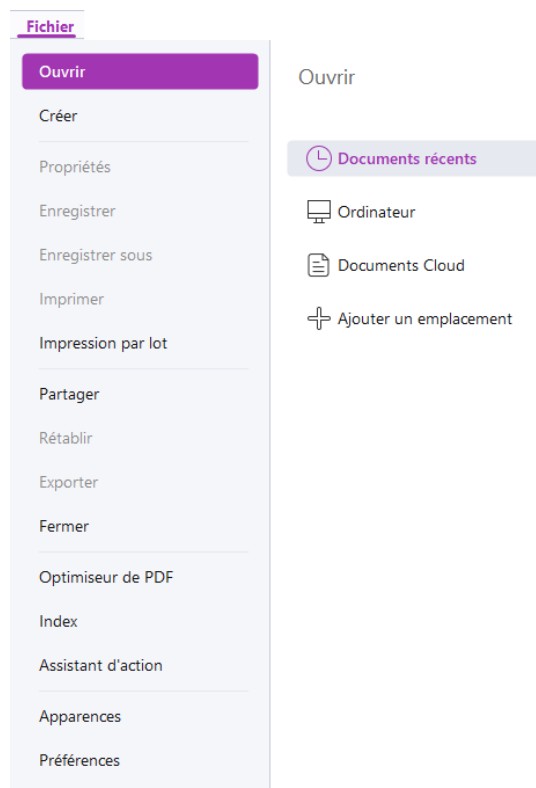 Fichier
Ouvrir
Créer
Propriétés
Enregistrer
Enregistrer sous
Imprimer
Impression par lot
Partager
Rétablir
Exporter
Fermer
Optimiseur de PDF
Index
Assistant d'action
Apparences
Préférences
Ouvrir
Documents récents
Ordinateur
Documents Cloud
Ajouter un emplacement